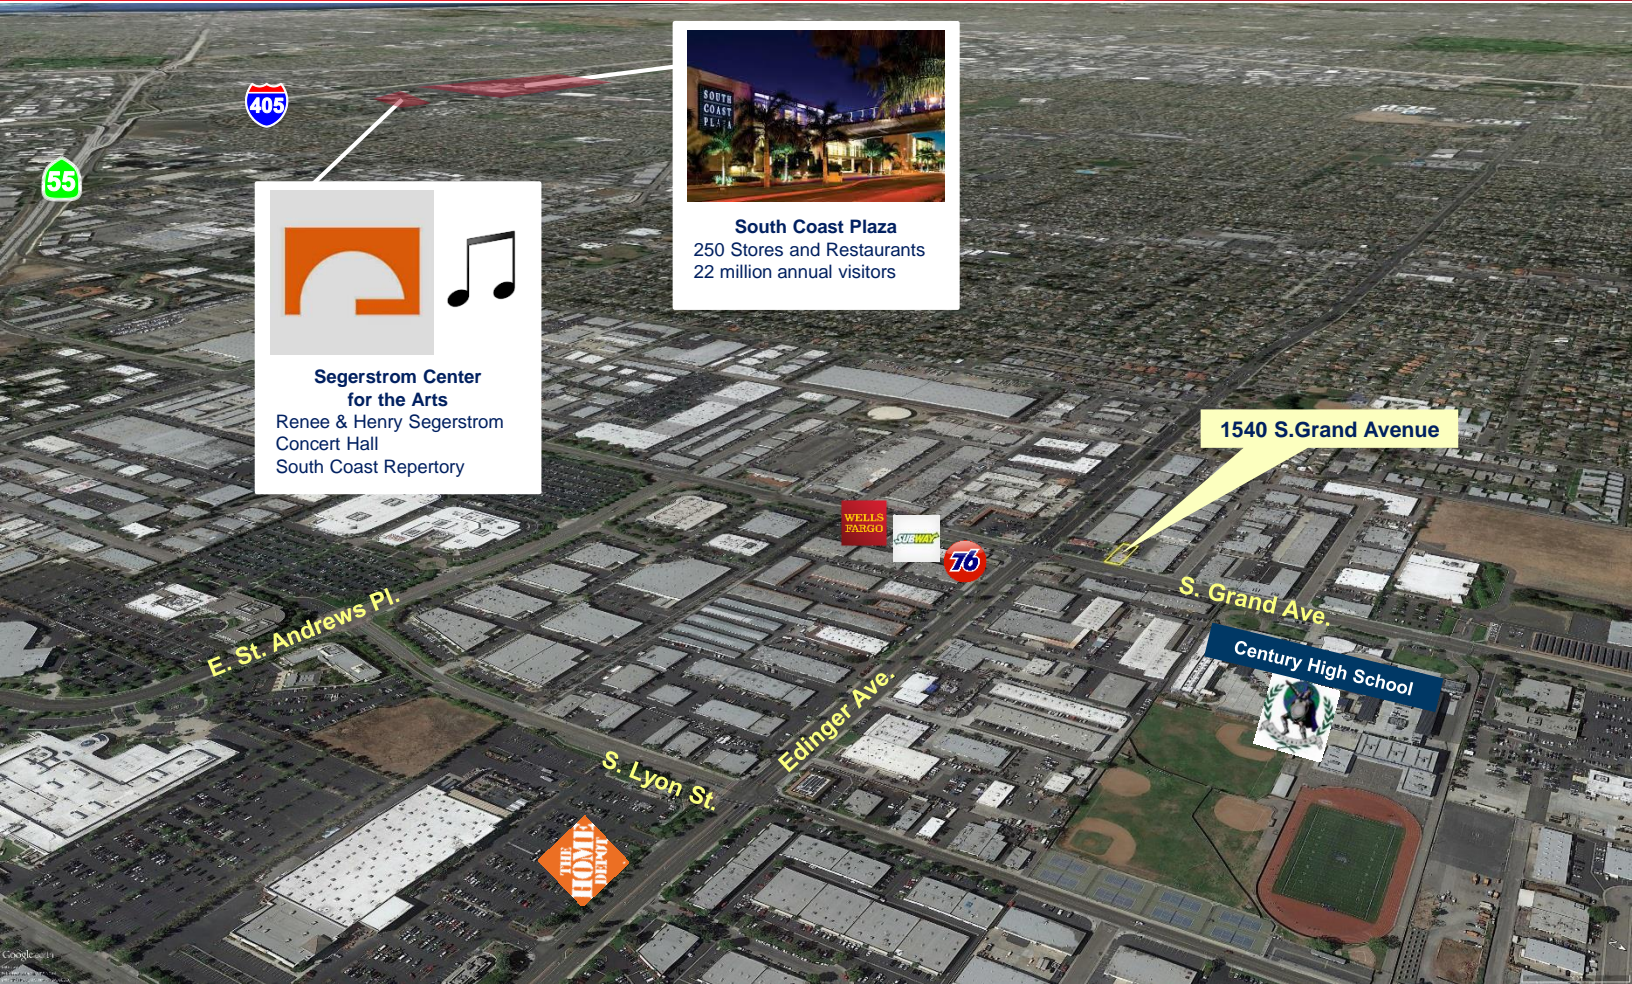 405
55
SOUTH
COAST
PLAZA
South Coast Plaza
250 Stores and Restaurants
22 million annual visitors
Segerstrom Center
for the Arts
Renee & Henry Segerstrom
Concert Hall
South Coast Repertory
1540 S.Grand Avenue
WELLS
FARGO
SUBWAY
76
S. Grand Ave.
Century High School
E. St. Andrews Pl.
Edinger Ave.
S. Lyon St.
THE
HOME
DEPOT
Google